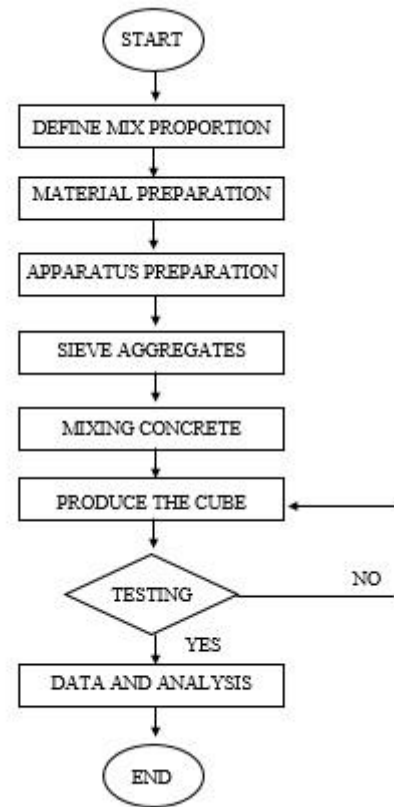 START
DEFINE MIX PROPORTION
MATERIAL PREPARATION
APPARATUS PREPARATION
SIEVE AGGREGATES
MIXING CONCRETE
PRODUCE THE CUBE
NO
TESTING
YES
DATA AND ANALYSIS
END